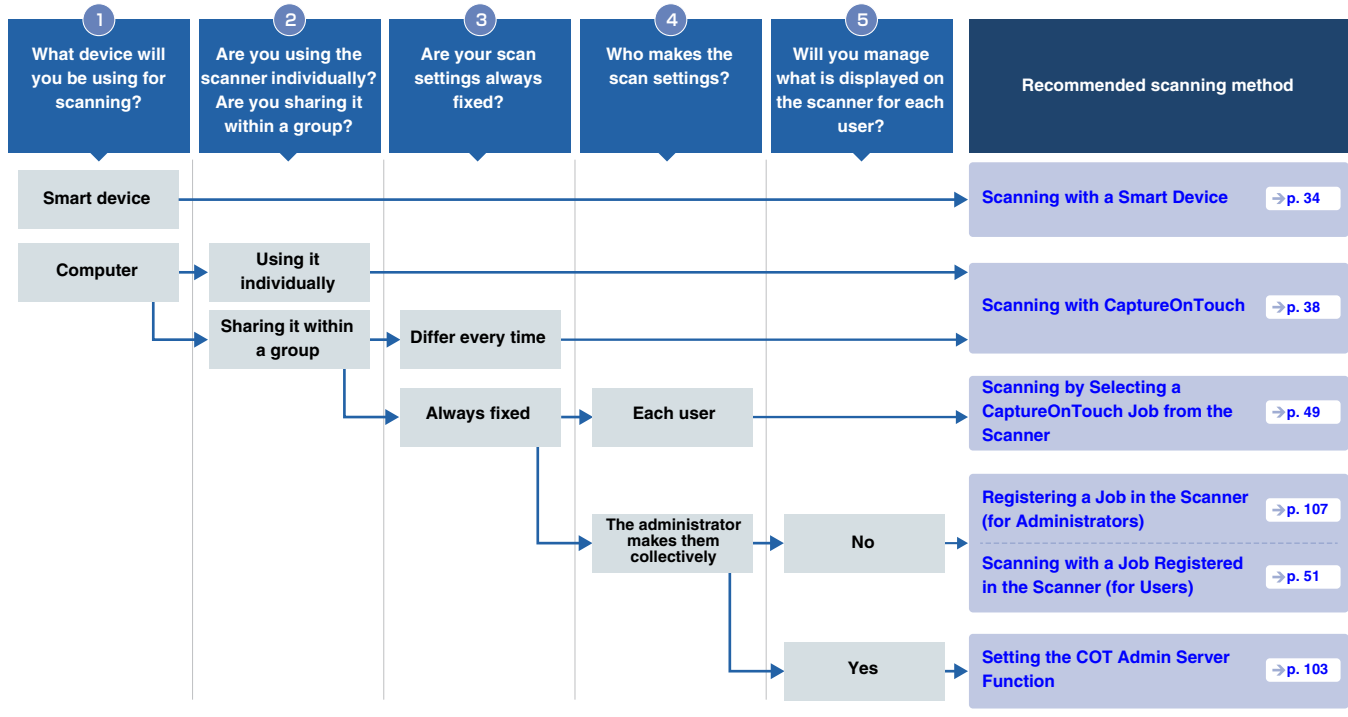 1
What device will
you be using for
scanning?
2
Are you using the
scanner individually?
Are you sharing it
within a group?
3
Are your scan
settings always
fixed?
4
Who makes the
scan settings?
5
Will you manage
what is displayed on
the scanner for each
user?
Recommended scanning method
Smart device
Scanning with a Smart Device
→p. 34
Computer
Using it
individually
Scanning with CaptureOnTouch
→p. 38
Sharing it within
a group
Differ every time
Always fixed
Each user
Scanning by Selecting a
CaptureOnTouch Job from the
Scanner
→p. 49
The administrator
makes them
collectively
No
Registering a Job in the Scanner
(for Administrators)
→p. 107
Scanning with a Job Registered
in the Scanner (for Users)
→p. 51
Yes
Setting the COT Admin Server
Function
→p. 103